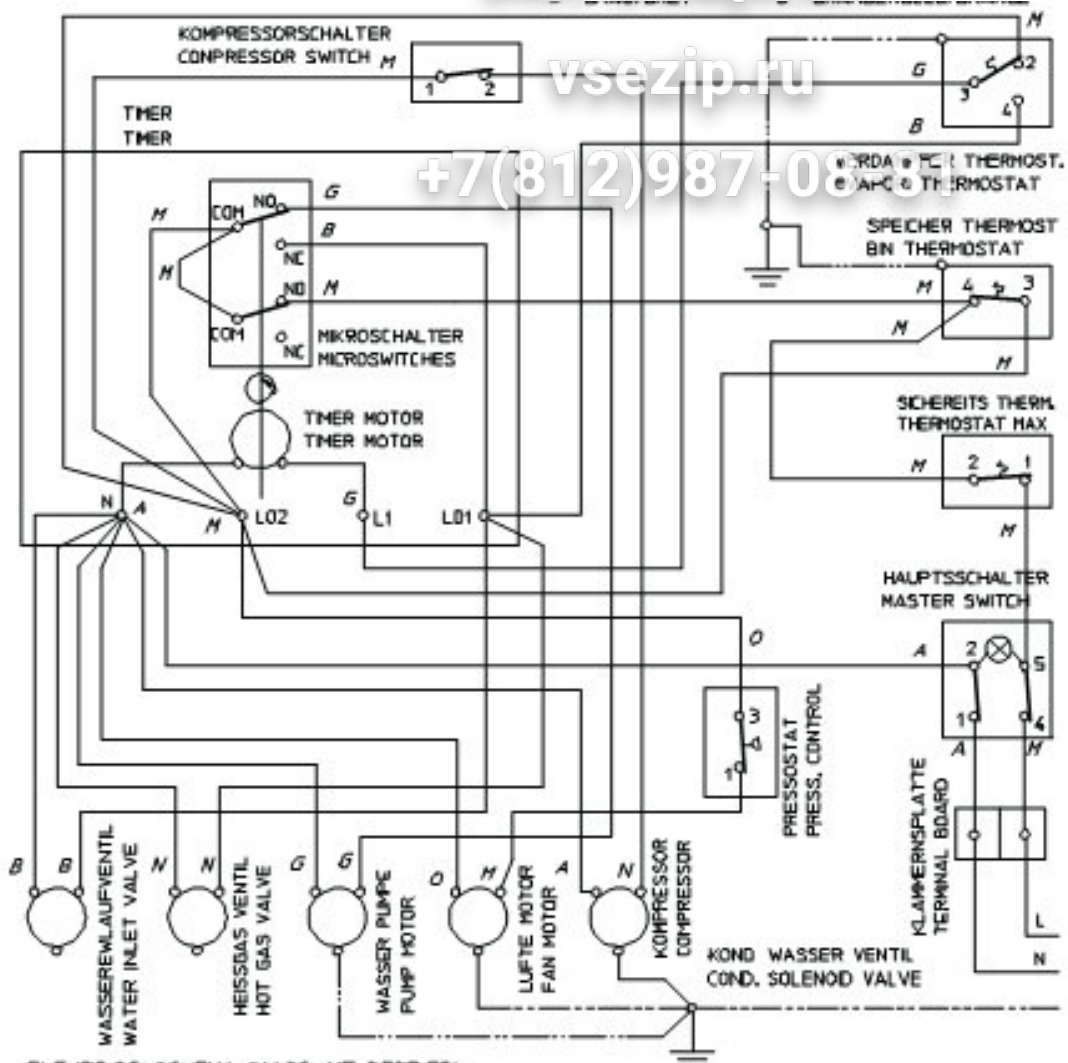 M
KOMPRESSORSCHALTER
CONPRESSOR SWITCH
M
1
2
vsezip.ru
G
3
2
4
B
TIMER
TIMER
+7(812)987-08-81
THERMOST.
THERMOSTAT
SPEICHER THERMOST
BIN THERMOSTAT
M
COM
NO
G
B
NC
M
NO
M
COM
NC
MIKROSCHALTER
MICROSWITCHES
M
4
3
M
M
TIMER MOTOR
TIMER MOTOR
SICHEREITS THERM.
THERMOSTAT MAX
M
2
1
M
N
A
M
L02
G
L1
L01
HAUPTSSCHALTER
MASTER SWITCH
A
2
5
1
4
A
M
O
3
1
PRESSOSTAT
PRESS. CONTROL
KLAMMERNSPLATTE
TERMINAL BOARD
L
N
B
B
WASSEREWLAUFVENTIL
WATER INLET VALVE
N
N
HEISSGAS VENTIL
HOT GAS VALVE
G
G
WASSER PUMPE
PUMP MOTOR
O
M
LUFTE MOTOR
FAN MOTOR
A
N
KOMPRESSOR
COMPRESSOR
KOND WASSER VENTIL
COND. SOLENOID VALVE